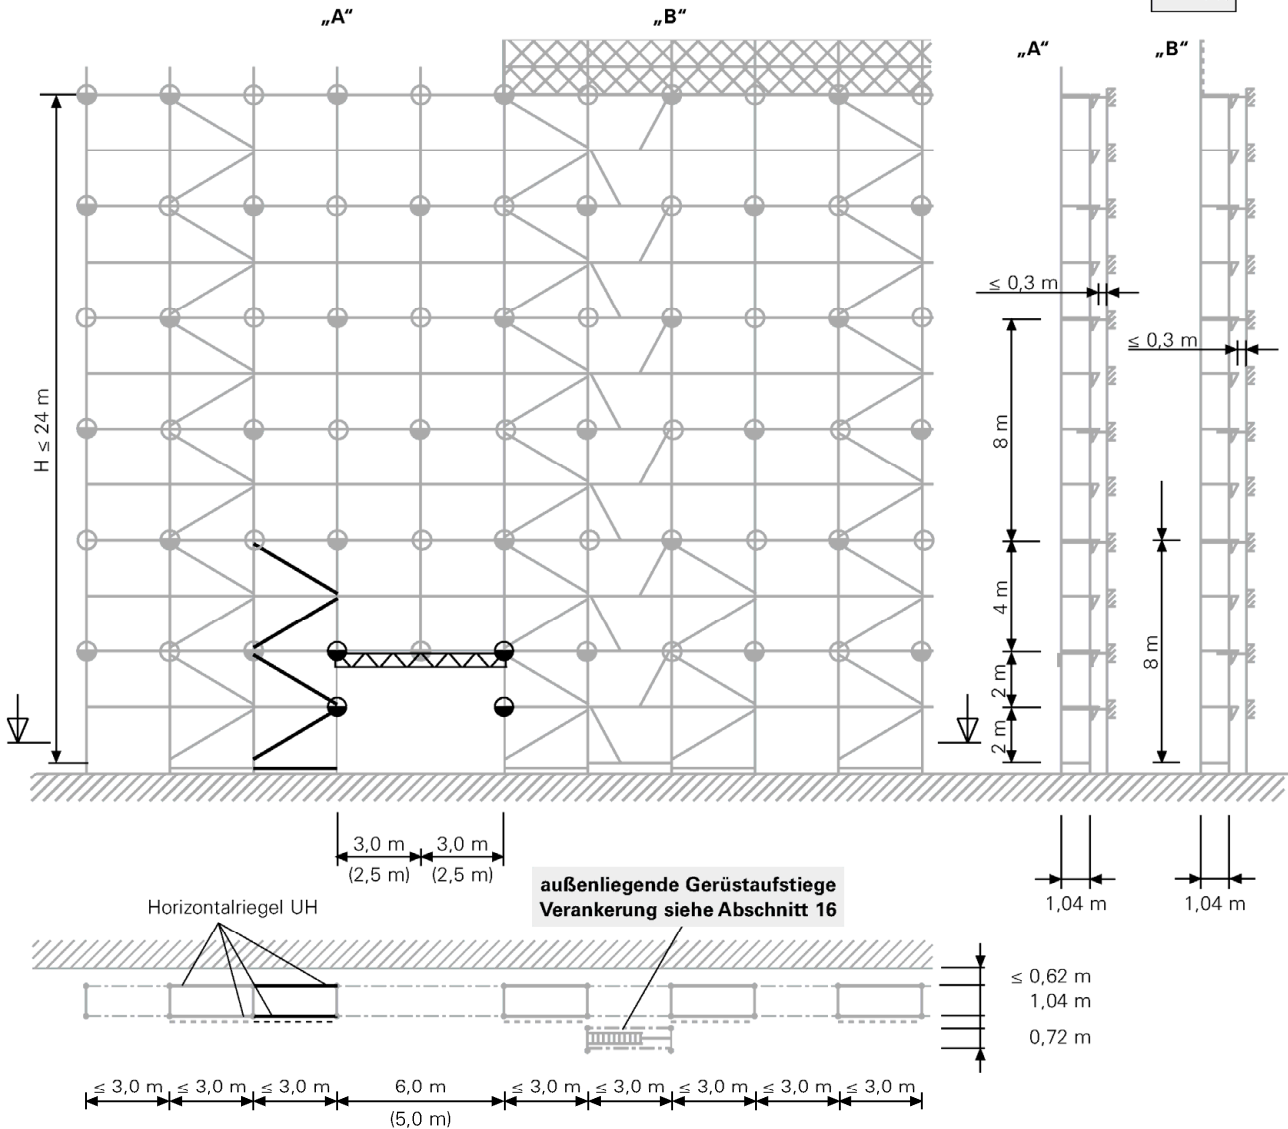 „A“
„B“
„A“
„B“
≤ 0,3 m
≤ 0,3 m
H ≤ 24 m
8 m
4 m
8 m
2 m
2 m
3,0 m
3,0 m
(2,5 m)
(2,5 m)
1,04 m
1,04 m
außenliegende Gerüstaufstiege
Verankerung siehe Abschnitt 16
Horizontalriegel UH
≤ 0,62 m
1,04 m
0,72 m
≤ 3,0 m
≤ 3,0 m
≤ 3,0 m
6,0 m
≤ 3,0 m
≤ 3,0 m
≤ 3,0 m
≤ 3,0 m
≤ 3,0 m
(5,0 m)